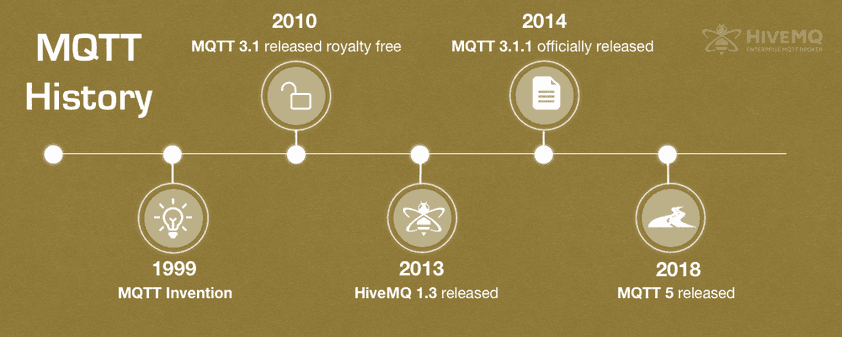 MQTT
History
2010
MQTT 3.1 released royalty free
2014
MQTT 3.1.1 officially released
HIVEMQ
ENTERPRISE MQTT BROKER
1999
MQTT Invention
2013
HiveMQ 1.3 released
2018
MQTT 5 released